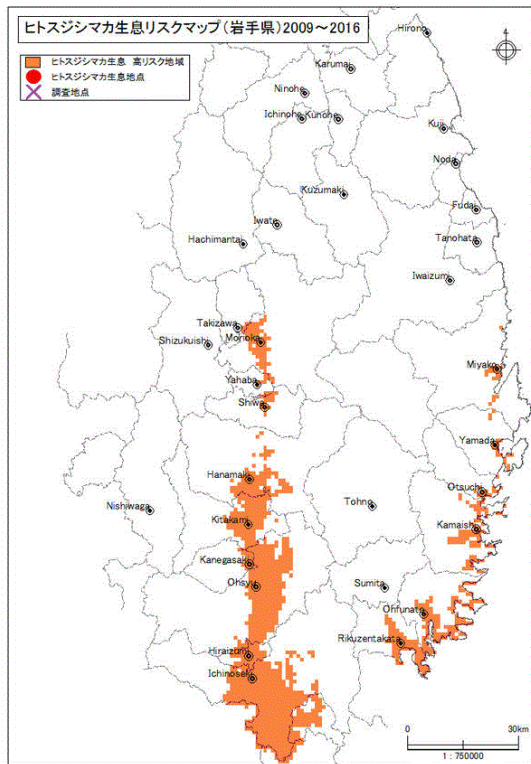 ヒトスジシマカ生息リスクマップ(岩手県)2009～2016
ヒトスジシマカ生息 高リスク地域
ヒトスジシマカ生息地点
調査地点
Hirono
Karumai
Ninohe
Ichinohe
Kunohe
Kuji
Noda
Kuzumaki
Fudai
Iwate
Tanohata
Hachimantai
Iwaizumi
Takizawa
Morioka
Shizukuishi
Miyako
Yahaba
Shiwa
Yamada
Hanamaki
Otsuchi
Nishiwaga
Tohno
Kitakami
Kamaishi
Kanegasaki
Ohsyu
Sumita
Ohfunato
Rikuzentakata
Hiraizumi
Ichinoseki
0 30km
1 : 750000